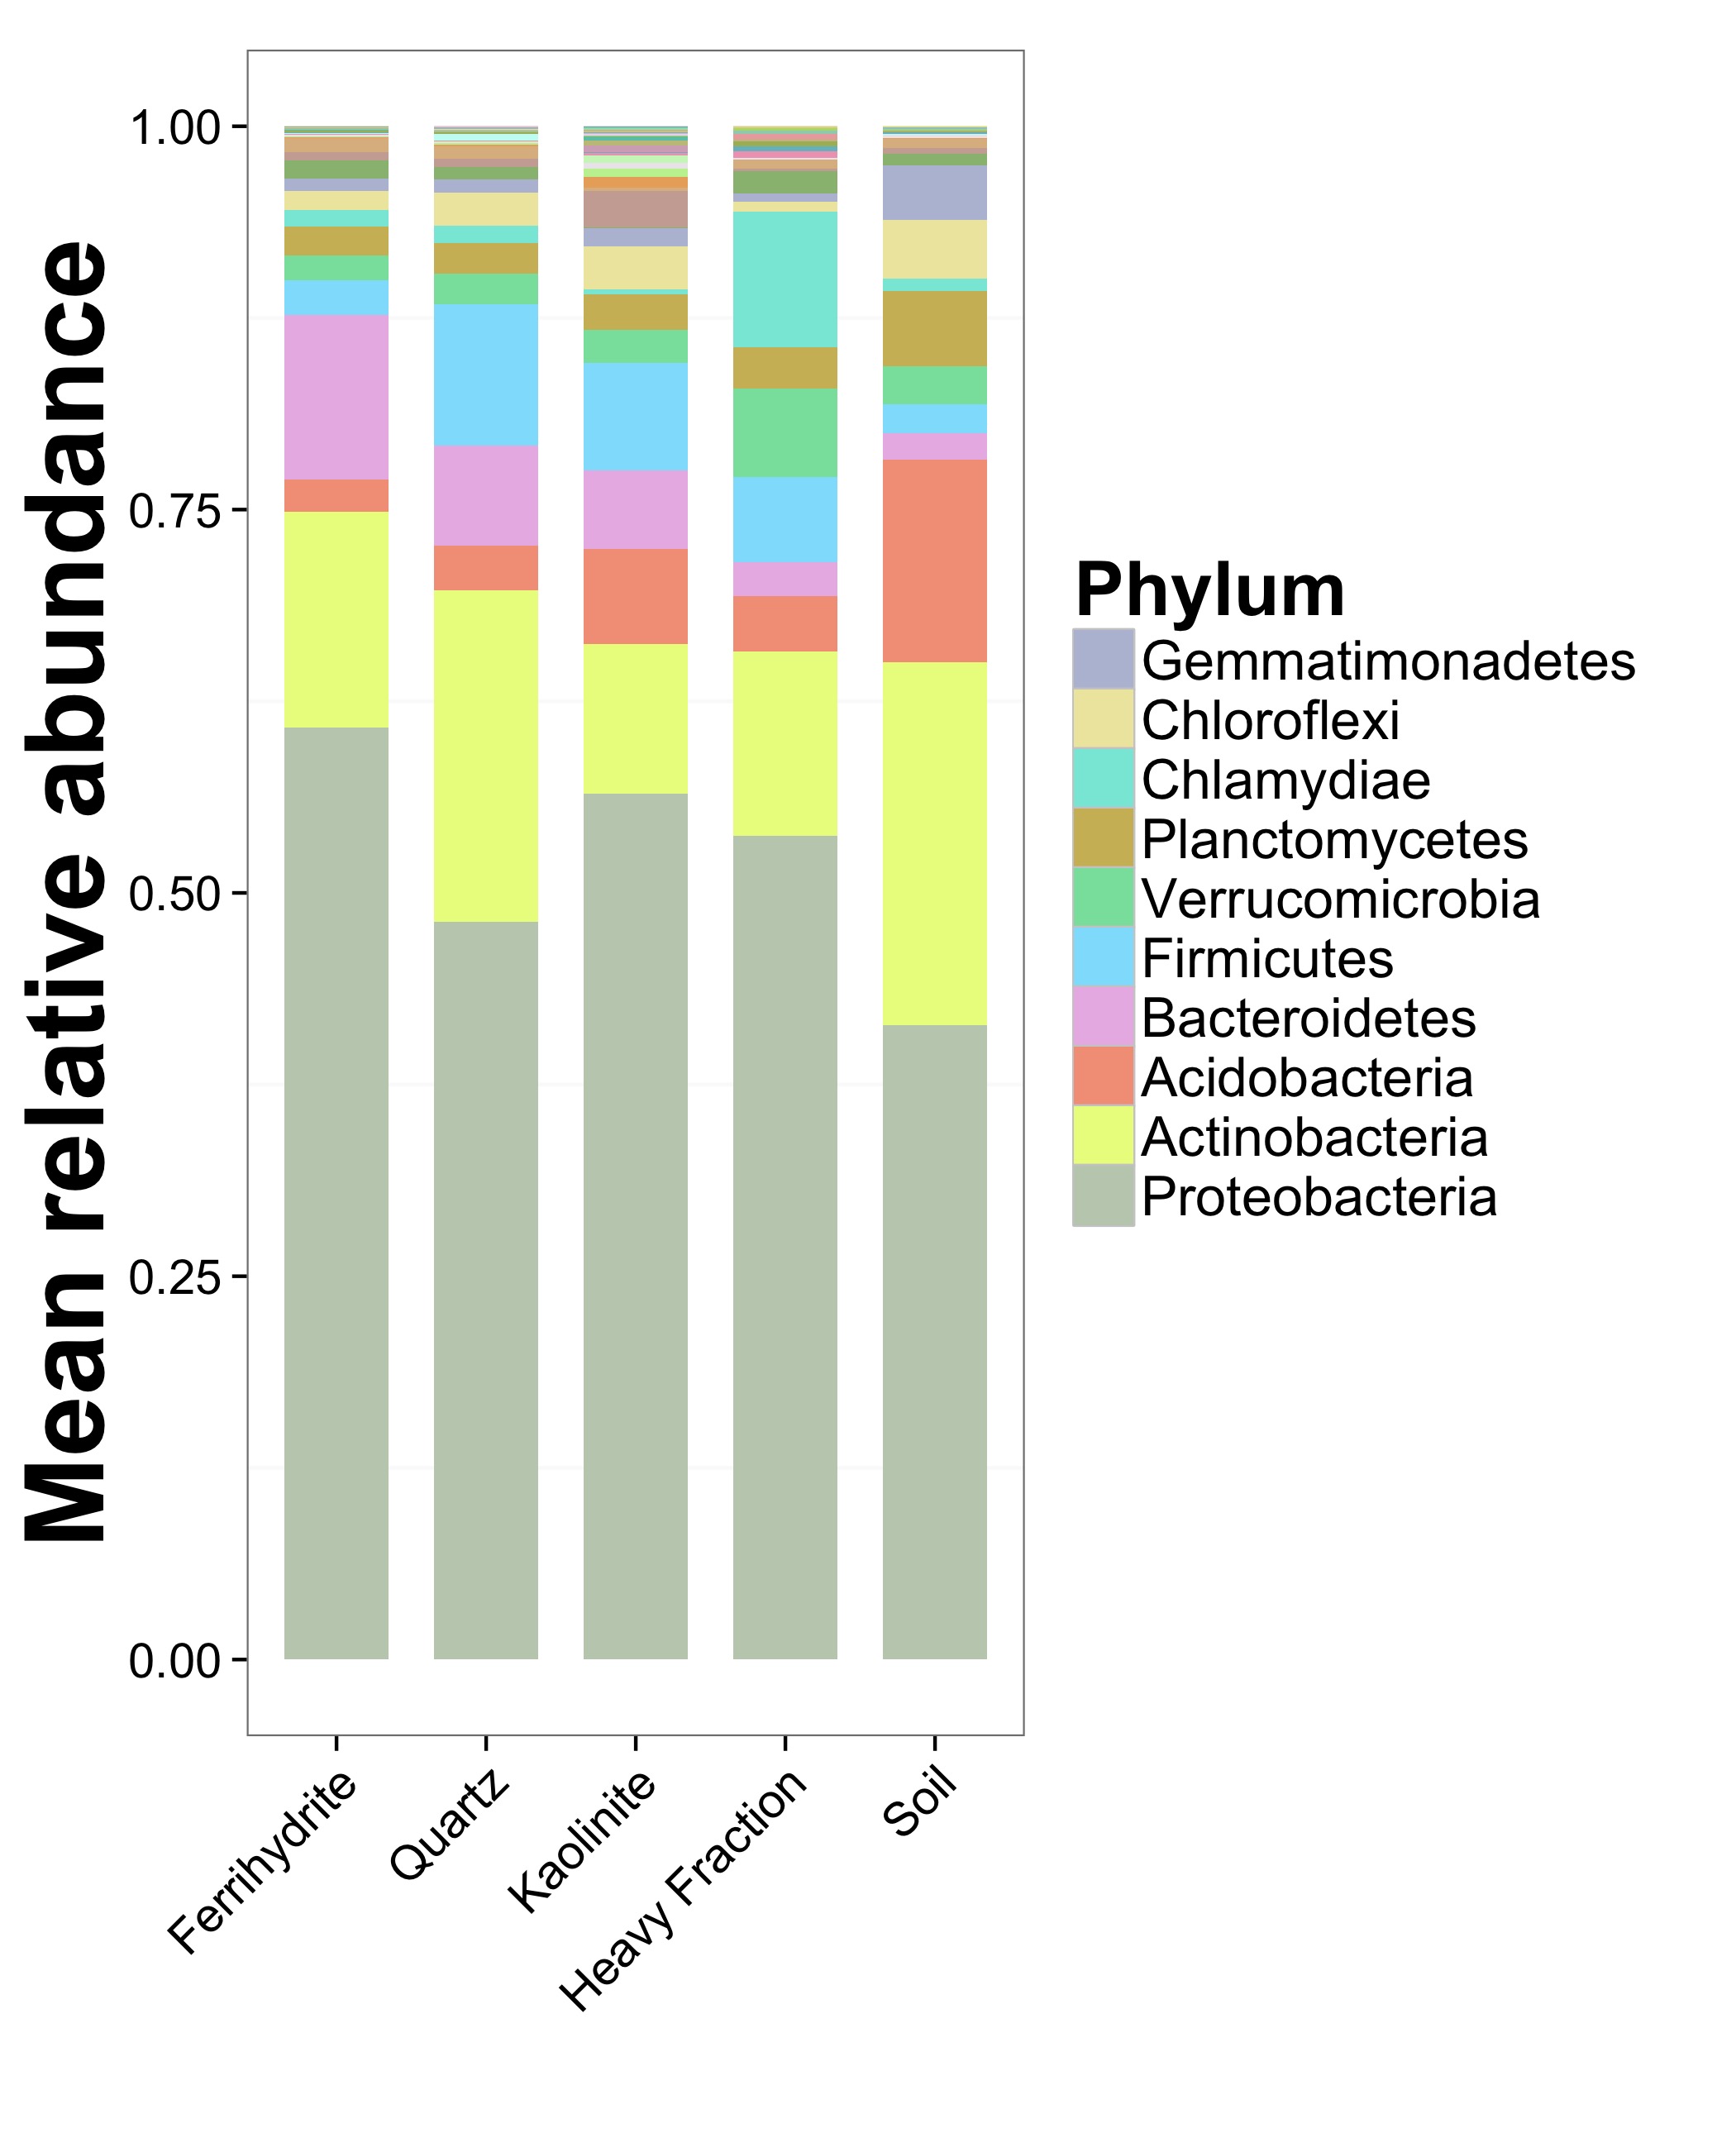 Mean relative abundance
1.00
0.75
0.50
0.25
0.00
Ferrihydrite
Quartz
Kaolinite
Heavy Fraction
Soil
Phylum
Gemmatimonadetes
Chloroflexi
Chlamydiae
Planctomycetes
Verrucomicrobia
Firmicutes
Bacteroidetes
Acidobacteria
Actinobacteria
Proteobacteria